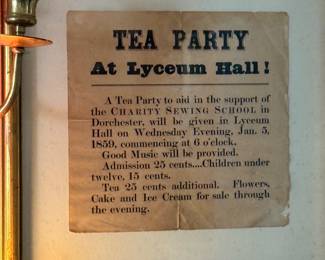 TEA PARTY
At Lyceum Hall!
A Tea Party to aid in the support of
the CHARITY SEWING SCHOOL in
Dorchester, will be given in Lyceum
Hall on Wednesday Evening, Jan. 5,
1859, commencing at 6 o'clock.
Good Music will be provided.
Admission 25 cents....Children under
twelve, 15 cents.
Tea 25 cents additional. Flowers,
Cake and Ice Cream for sale through
the evening.